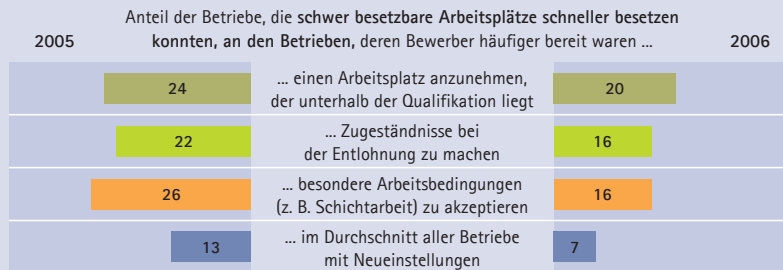 Anteil der Betriebe, die schwer besetzbare Arbeitsplätze schneller besetzen
2005 konnten, an den Betrieben, deren Bewerber häufiger bereit waren ... 2006
... einen Arbeitsplatz anzunehmen,
24 20
der unterhalb der Qualifikation liegt
... Zugeständnisse bei
22 16
der Entlohnung zu machen
... besondere Arbeitsbedingungen
26 16
(z. B. Schichtarbeit) zu akzeptieren
... im Durchschnitt aller Betriebe
13 7
mit Neueinstellungen